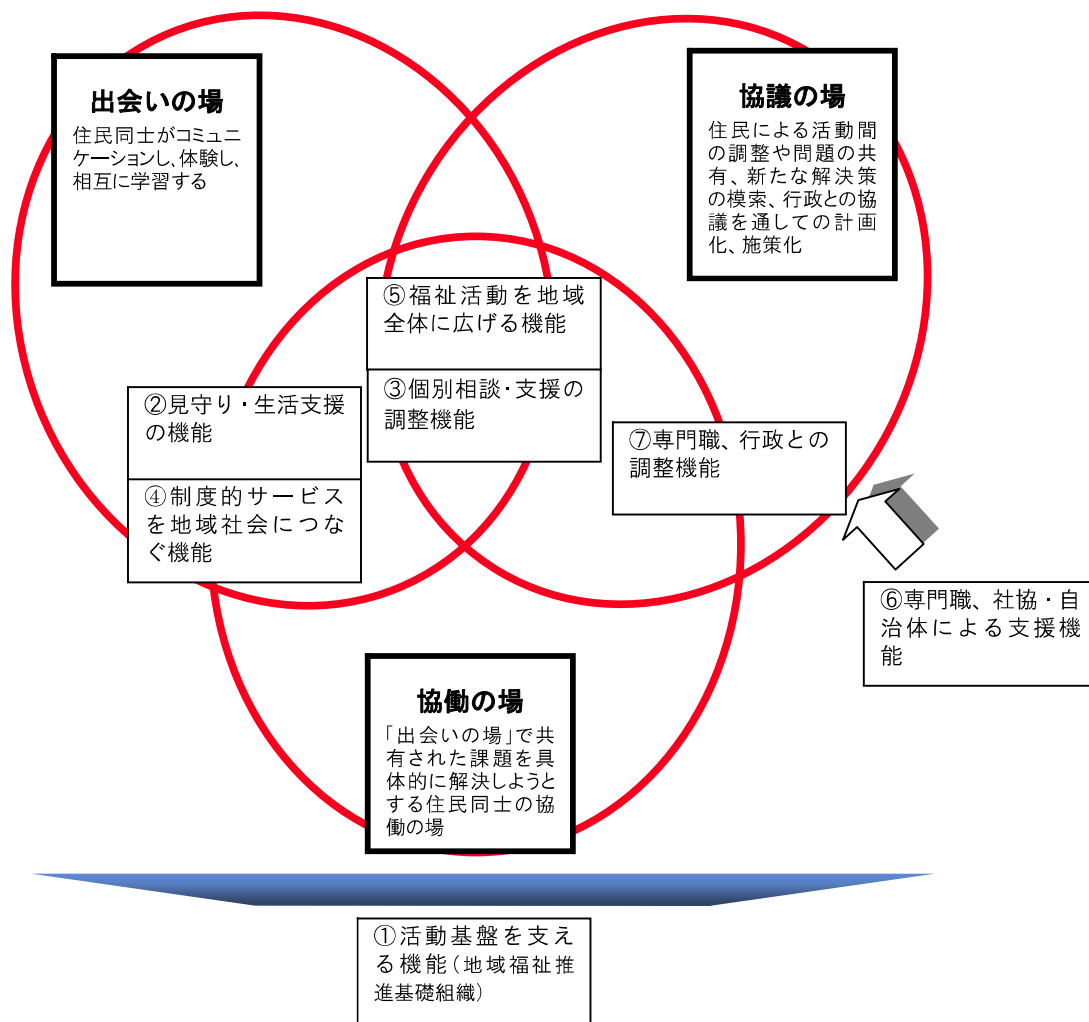 出会いの場
住民同士がコミュニ
ケーションし、体験し、
相互に学習する
協議の場
住民による活動間
の調整や問題の共
有、新たな解決策
の模索、行政との協
議を通しての計画
化、施策化
⑤福祉活動を地域
全体に広げる機能
③個別相談・支援の
調整機能
②見守り・生活支援
の機能
④制度的サービス
を地域社会につな
ぐ機能
⑦専門職、行政との
調整機能
⑥専門職、社協・自
治体による支援機
能
協働の場
「出会いの場」で共
有された課題を具
体的に解決しようと
する住民同士の協
働の場
①活動基盤を支え
る機能（地域福祉推
進基礎組織）